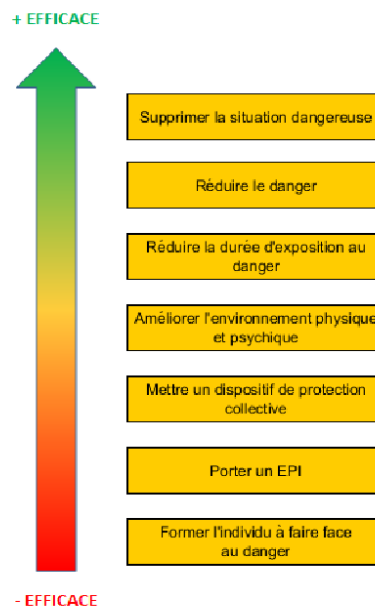 + EFFICACE
Supprimer la situation dangereuse
Réduire le danger
Réduire la durée d'exposition au
danger
Améliorer l'environnement physique
et psychique
Mettre un dispositif de protection
collective
Porter un EPI
Former l'individu à faire face
au danger
- EFFICACE